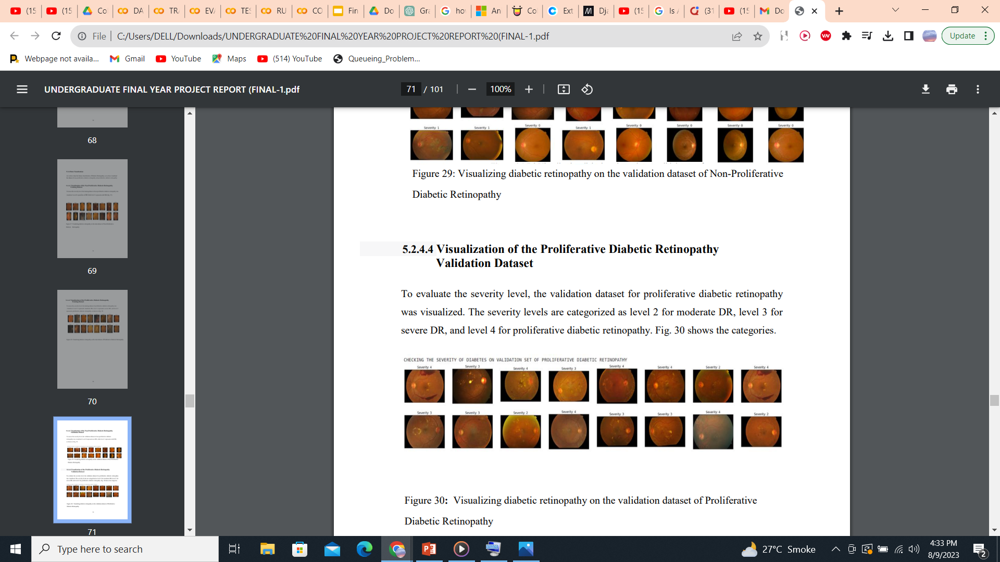 (15
(15
Co
DA
TR/
EV/
TES
RU
CO
Fin
Do
Gra
hov
An
Co
Ext
Dja
(15
Is /
(31
(15
Do
File
C:/Users/DELL/Downloads/UNDERGRADUATE%20FINAL%20YEAR%20PROJECT%20REPORT%20(FINAL-1.pdf
Update
Webpage not availa...
Gmail
YouTube
Maps
(514) YouTube
Queueing_Problem...
UNDERGRADUATE FINAL YEAR PROJECT REPORT (FINAL-1.pdf
71 / 101
100%
68
69
70
71
Severity: 1 Severity: 1 Severity: 0 Severity: 1 Severity: 0 Severity: 0 Severity: 0 Severity: 0
Figure 29: Visualizing diabetic retinopathy on the validation dataset of Non-Proliferative
Diabetic Retinopathy
5.2.4.4 Visualization of the Proliferative Diabetic Retinopathy
Validation Dataset
To evaluate the severity level, the validation dataset for proliferative diabetic retinopathy
was visualized. The severity levels are categorized as level 2 for moderate DR, level 3 for
severe DR, and level 4 for proliferative diabetic retinopathy. Fig. 30 shows the categories.
CHECKING THE SEVERITY OF DIABETES ON VALIDATION SET OF PROLIFERATIVE DIABETIC RETINOPATHY
Severity: 4 Severity: 3 Severity: 4 Severity: 3 Severity: 4 Severity: 4 Severity: 2 Severity: 4
Severity: 3 Severity: 3 Severity: 2 Severity: 4 Severity: 3 Severity: 3 Severity: 4 Severity: 2
Figure 30: Visualizing diabetic retinopathy on the validation dataset of Proliferative
Diabetic Retinopathy
Type here to search
27°C Smoke
4:33 PM
8/9/2023
2